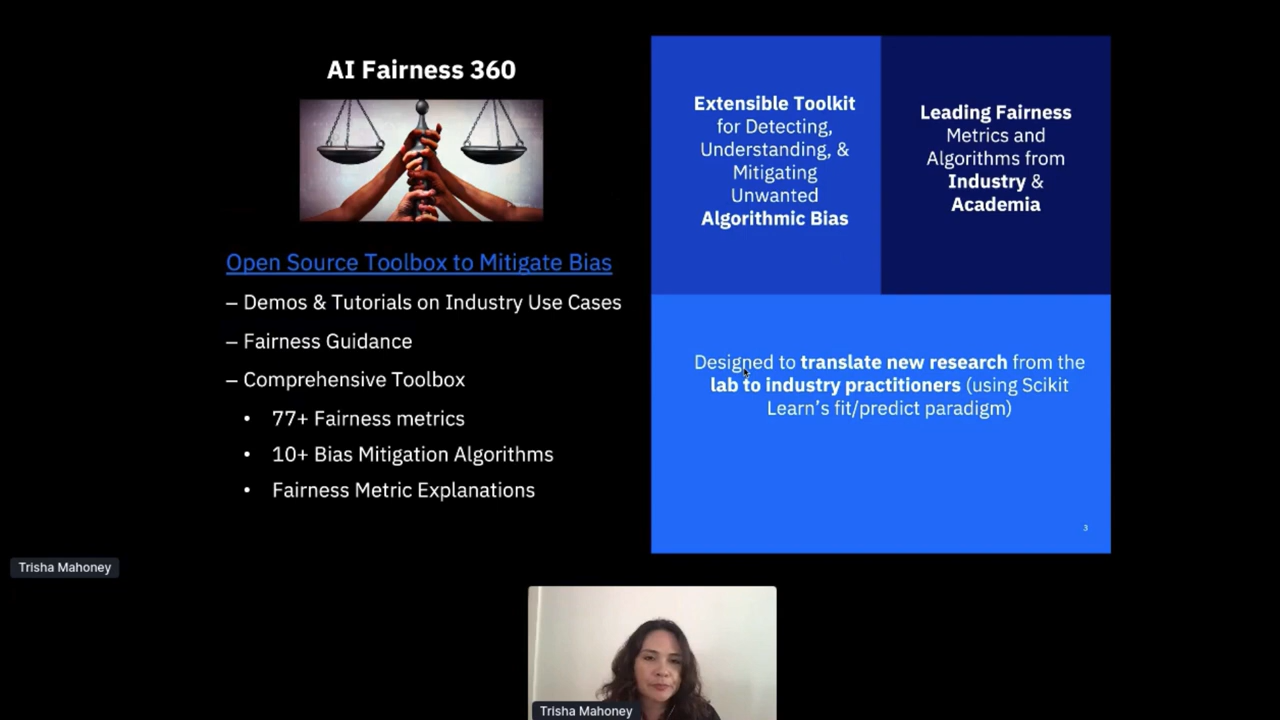 AI Fairness 360
Open Source Toolbox to Mitigate Bias
– Demos & Tutorials on Industry Use Cases
– Fairness Guidance
– Comprehensive Toolbox
• 77+ Fairness metrics
• 10+ Bias Mitigation Algorithms
• Fairness Metric Explanations
Extensible Toolkit
for Detecting,
Understanding, &
Mitigating
Unwanted
Algorithmic Bias
Leading Fairness
Metrics and
Algorithms from
Industry &
Academia
Designed to translate new research from the
lab to industry practitioners (using Scikit
Learn's fit/predict paradigm)
3
Trisha Mahoney
Trisha Mahoney